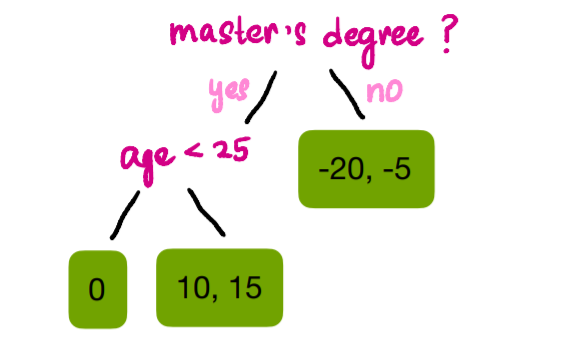 master's degree ?
yes no
age < 25
-20, -5
0 10, 15